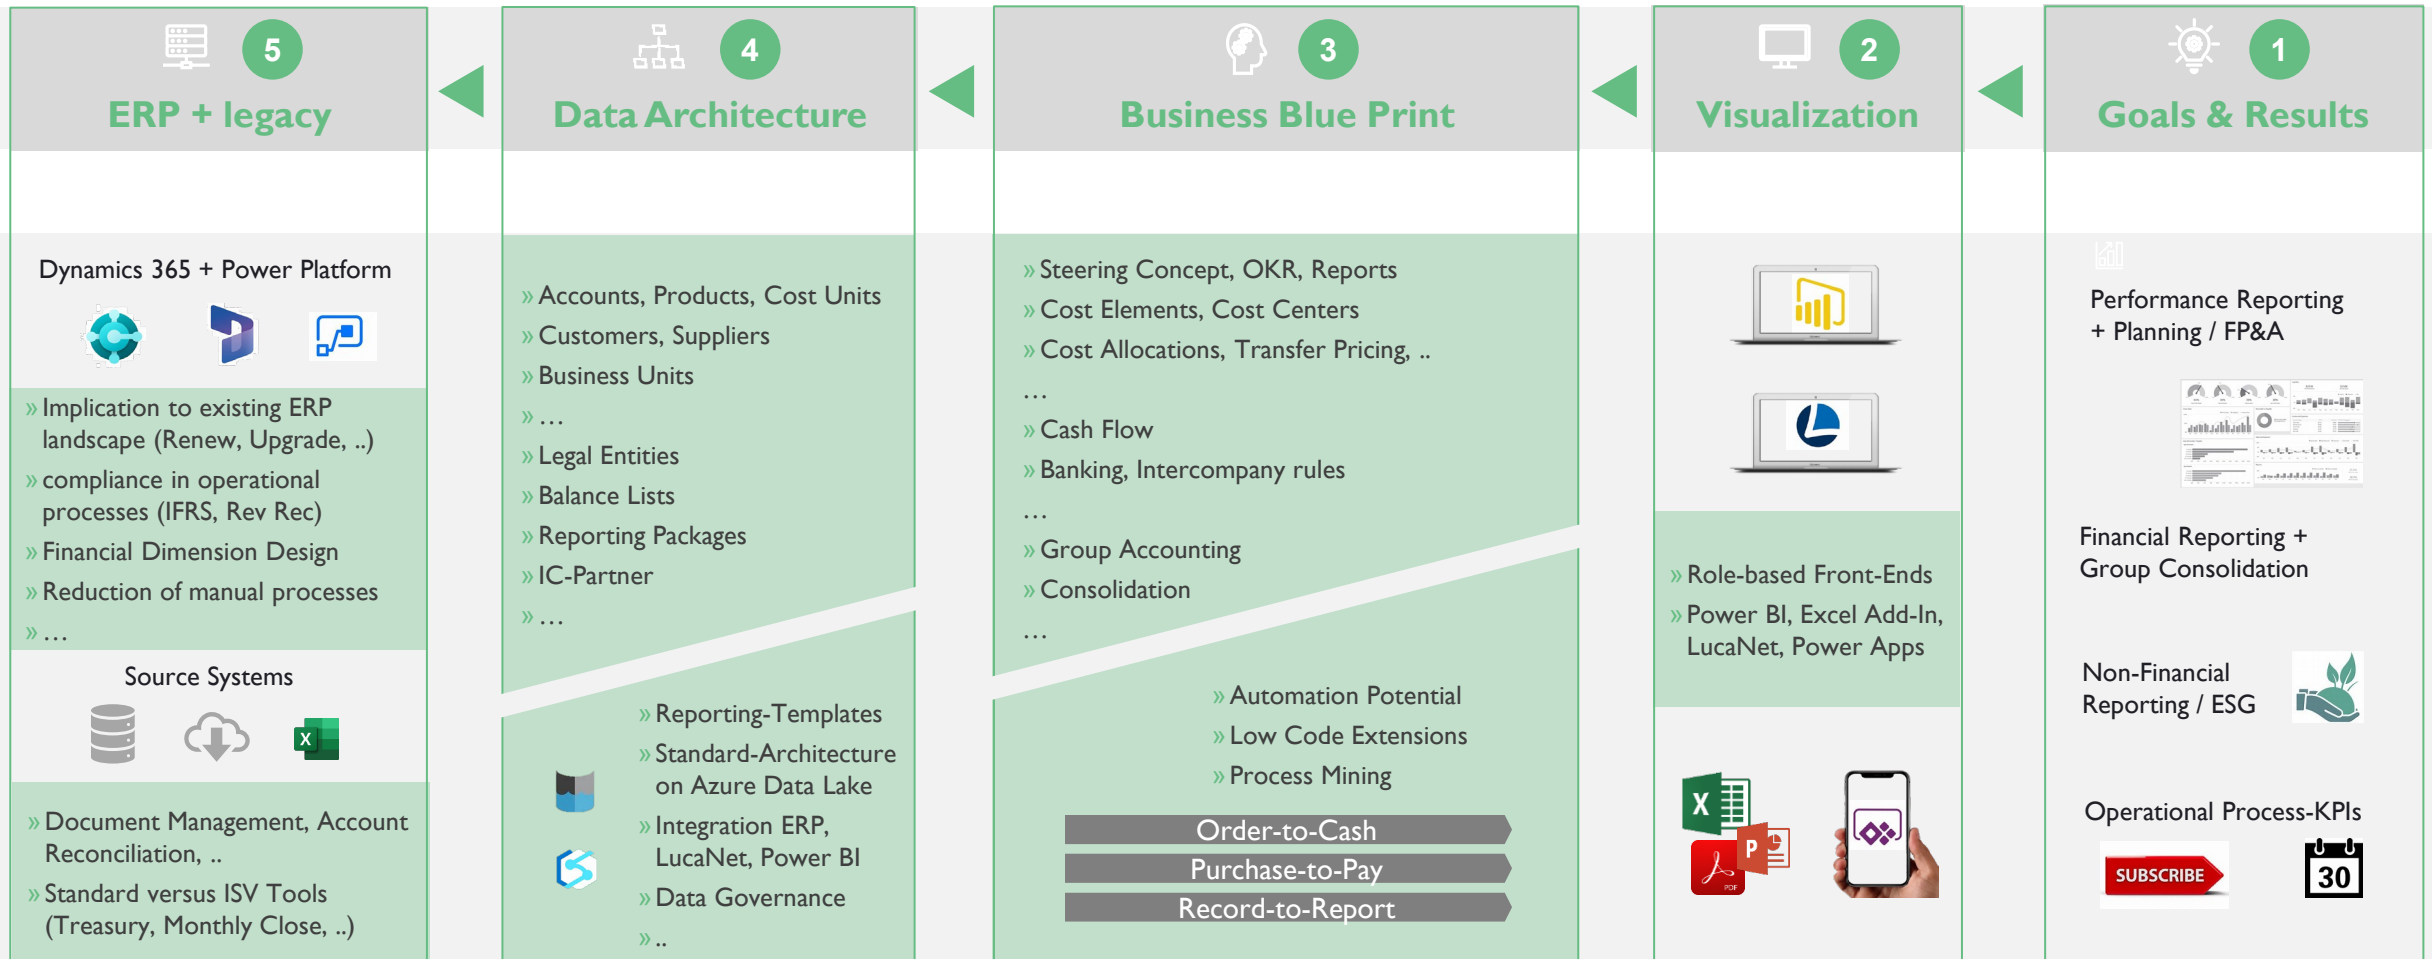 5
ERP + legacy
Dynamics 365 + Power Platform
» Implication to existing ERP
landscape (Renew, Upgrade, ..)
» compliance in operational
processes (IFRS, Rev Rec)
» Financial Dimension Design
» Reduction of manual processes
» …
Source Systems
X
» Document Management, Account
Reconciliation, ..
» Standard versus ISV Tools
(Treasury, Monthly Close, ..)
4
Data Architecture
» Accounts, Products, Cost Units
» Customers, Suppliers
» Business Units
» …
» Legal Entities
» Balance Lists
» Reporting Packages
» IC-Partner
» …
» Reporting-Templates
» Standard-Architecture
on Azure Data Lake
» Integration ERP,
LucaNet, Power BI
» Data Governance
» ..
3
Business Blue Print
» Steering Concept, OKR, Reports
» Cost Elements, Cost Centers
» Cost Allocations, Transfer Pricing, ..
…
» Cash Flow
» Banking, Intercompany rules
…
» Group Accounting
» Consolidation
…
» Automation Potential
» Low Code Extensions
» Process Mining
Order-to-Cash
Purchase-to-Pay
Record-to-Report
2
Visualization
» Role-based Front-Ends
» Power BI, Excel Add-In,
LucaNet, Power Apps
X
P
PDF
1
Goals & Results
Performance Reporting
+ Planning / FP&A
Financial Reporting +
Group Consolidation
Non-Financial
Reporting / ESG
Operational Process-KPIs
SUBSCRIBE
30